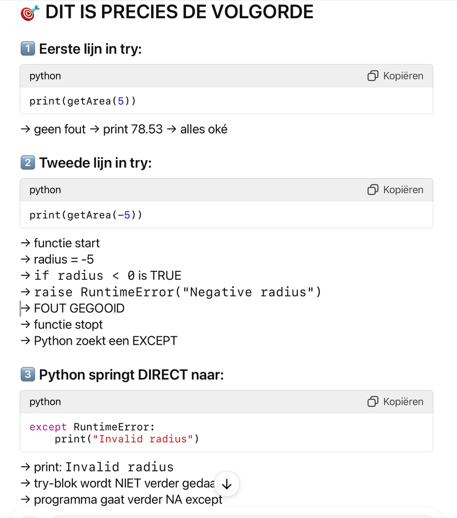 🎯 DIT IS PRECIES DE VOLGORDE
1️⃣ Eerste lijn in try:
python Kopiëren
print(getArea(5))
→ geen fout → print 78.53 → alles oké
2️⃣ Tweede lijn in try:
python Kopiëren
print(getArea(-5))
→ functie start
→ radius = -5
→ if radius < 0 is TRUE
→ raise RuntimeError("Negative radius")
→ FOUT GEGOOID
→ functie stopt
→ Python zoekt een EXCEPT
3️⃣ Python springt DIRECT naar:
python Kopiëren
except RuntimeError:
    print("Invalid radius")
→ print: Invalid radius
→ try-blok wordt NIET verder
→ programma gaat verder NA except